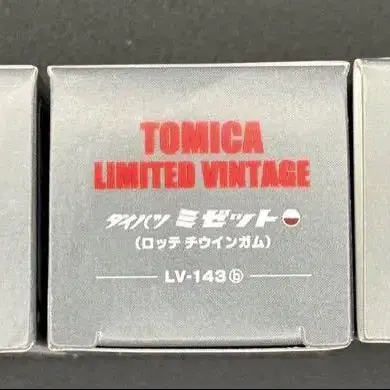 TOMICA
LIMITED VINTAGE
ダイハツ ミゼット
(ロッテ チウインガム)
LV-143ⓑ